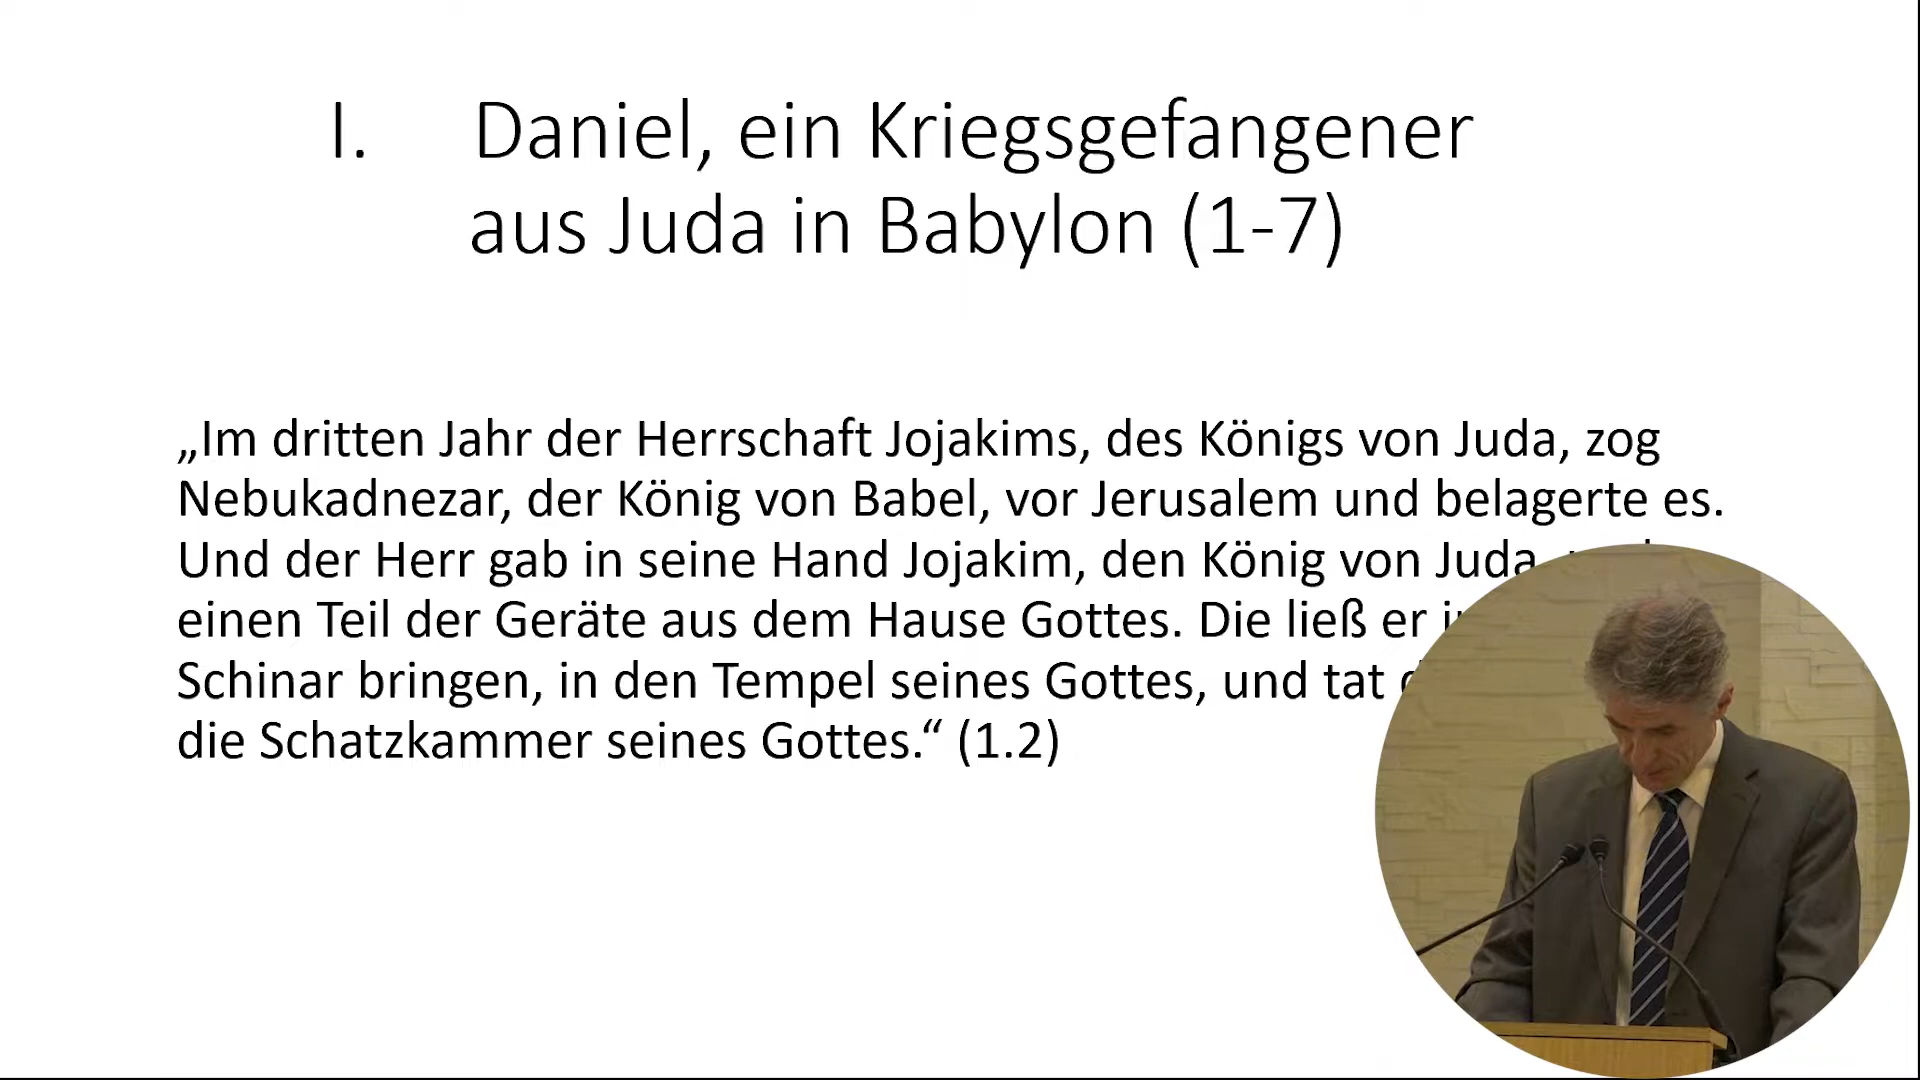 I. Daniel, ein Kriegsgefangener
aus Juda in Babylon (1-7)
„Im dritten Jahr der Herrschaft Jojakims, des Königs von Juda, zog
Nebukadnezar, der König von Babel, vor Jerusalem und belagerte es.
Und der Herr gab in seine Hand Jojakim, den König von Juda,
einen Teil der Geräte aus dem Hause Gottes. Die ließ er
Schinar bringen, in den Tempel seines Gottes, und tat
die Schatzkammer seines Gottes.“ (1.2)